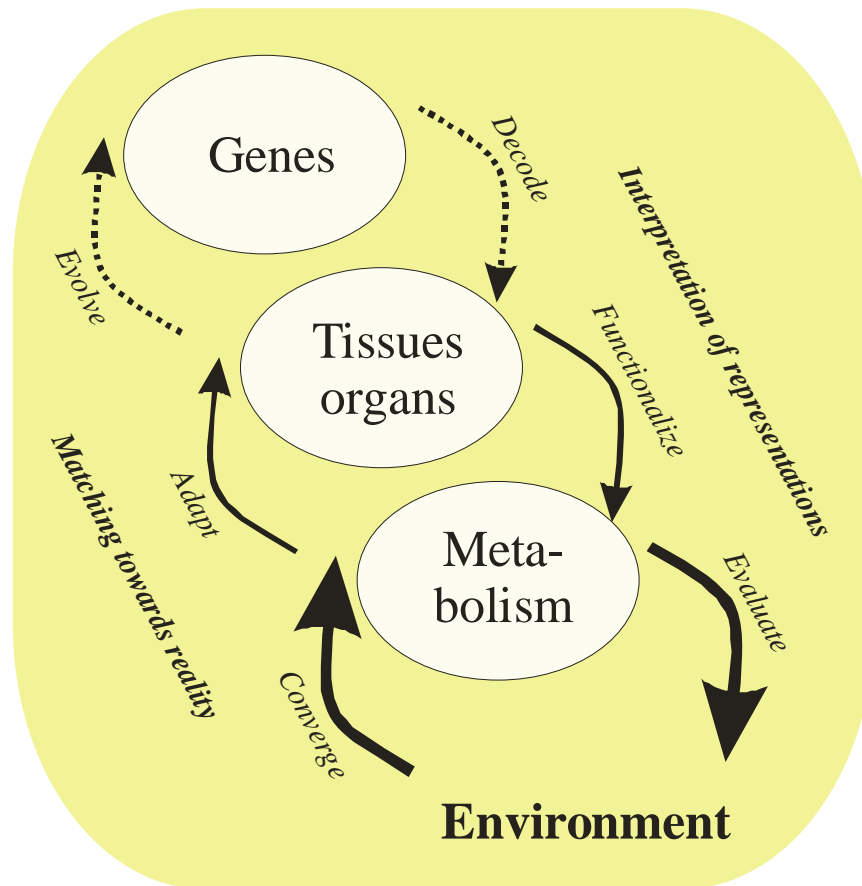 Genes
Decode
Interpretation of representations
Evolve
Tissues
organs
Functionalize
Matching towards reality
Adapt
Meta-
bolism
Evaluate
Converge
Environment